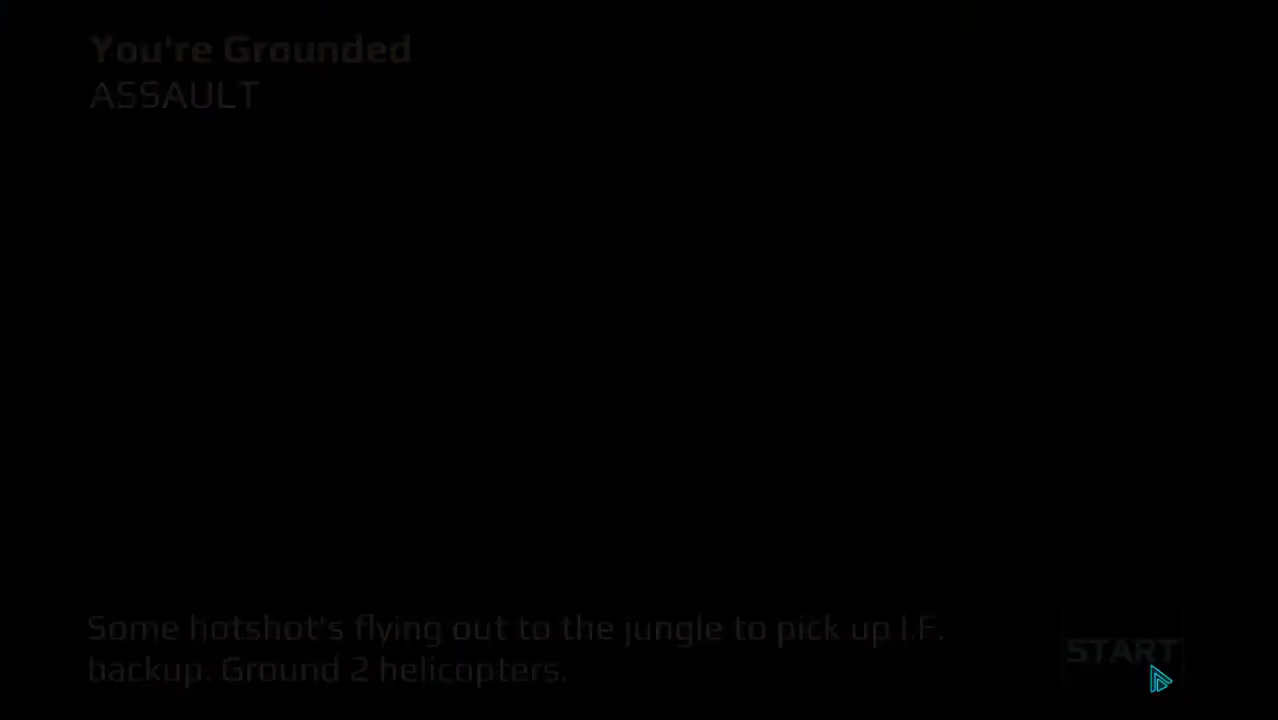 You're Grounded
ASSAULT
Some hotshot's flying out to the jungle to pick up I.F.
backup. Ground 2 helicopters.
START